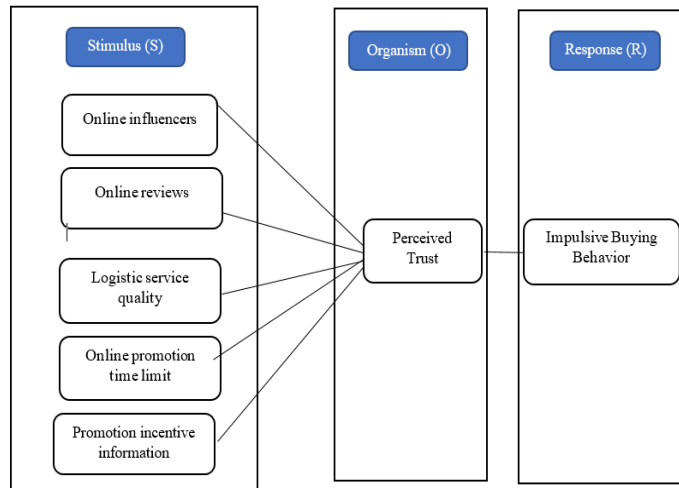 Stimulus (S)
Organism (O)
Response (R)
Online influencers
Online reviews
Logistic service
quality
Online promotion
time limit
Promotion incentive
information
Perceived
Trust
Impulsive Buying
Behavior